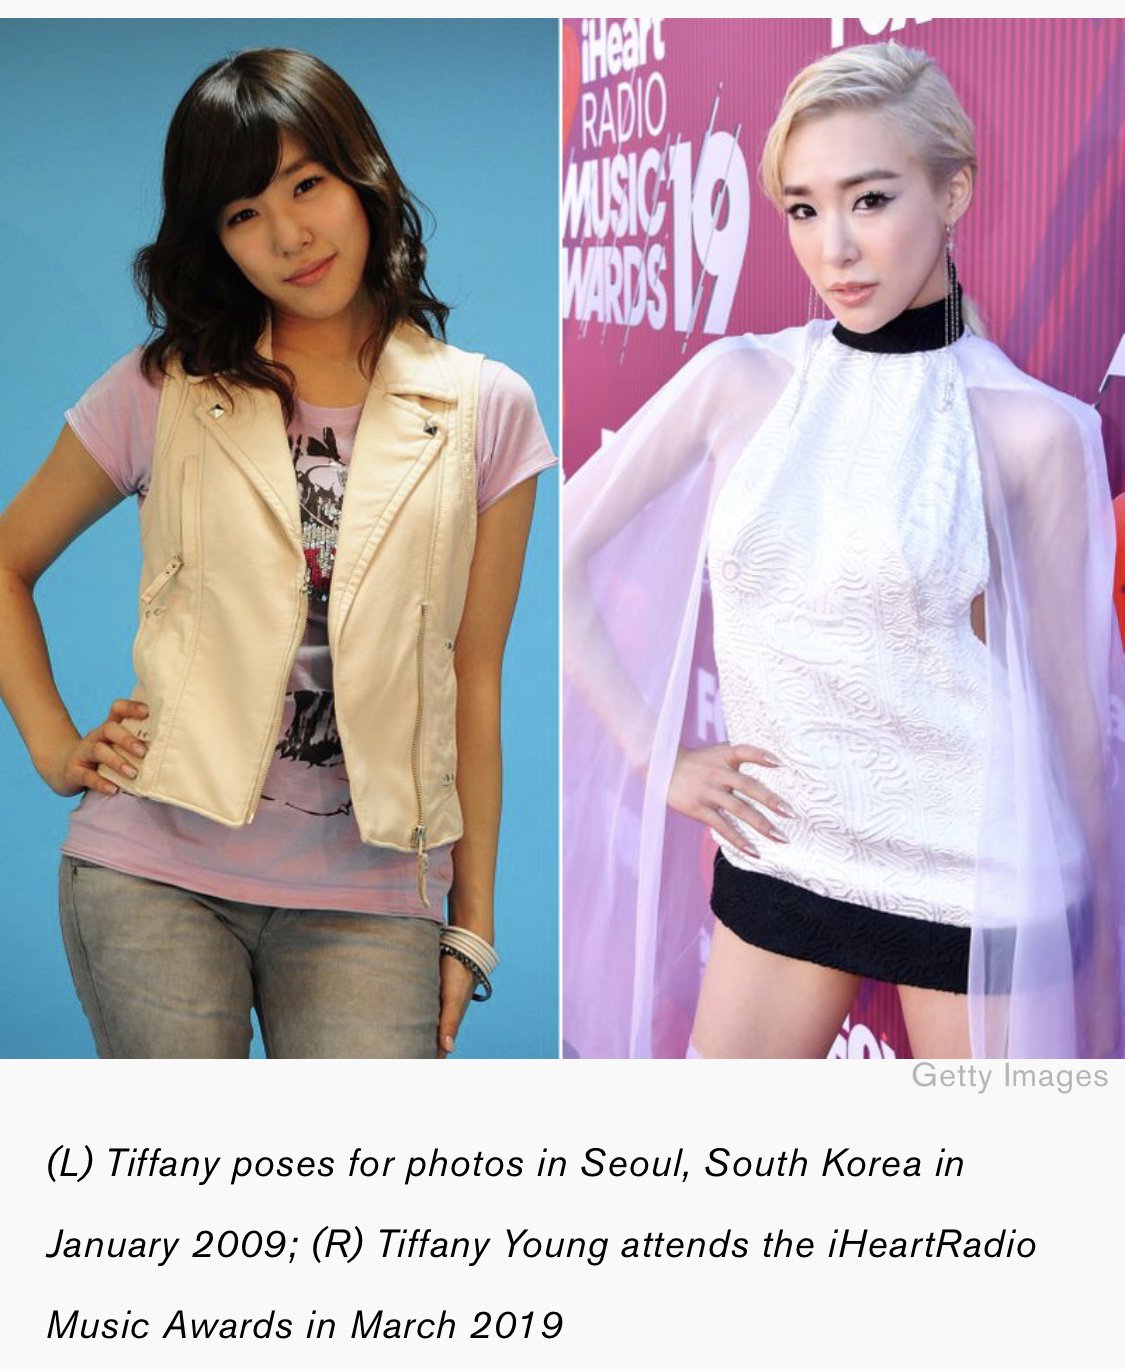 FOX
iHeart
RADIO
MUSIC
AWARDS
19
Getty Images
(L) Tiffany poses for photos in Seoul, South Korea in
January 2009; (R) Tiffany Young attends the iHeartRadio
Music Awards in March 2019